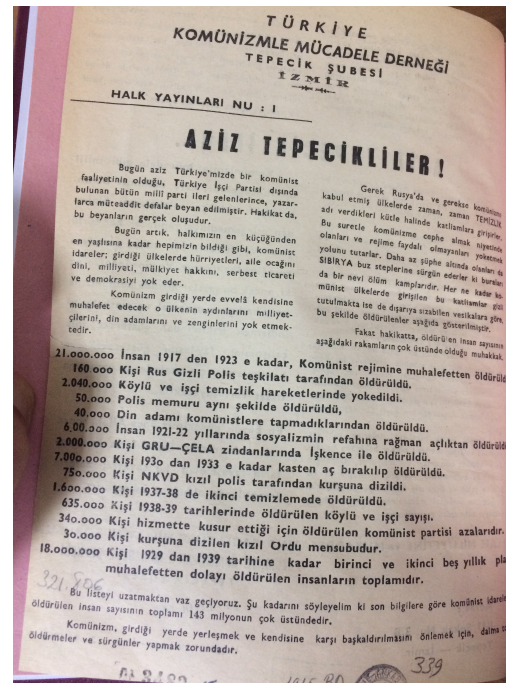 TÜRKİYE
KOMÜNİZMLE MÜCADELE DERNEĞİ
TEPECİK ŞUBESİ
İZMİR
HALK YAYINLARI NU : 1
AZİZ TEPECİKLİLER !
Bugün aziz Türkiye'mizde bir komünist
faaliyetinin olduğu, Türkiye İşçi Partisi dışında
bulunan bütün millî parti ileri gelenlerince, yazar-
larca müteaddit defalar beyan edilmiştir. Hakikat da,
bu beyanların gerçek oluşudur.
Bugün artık, halkımızın en küçüğünden
en yaşlısına kadar hepimizin bildiği gibi, komünist
idareler; girdiği ülkelerde hürriyetleri, aile ocağını
dini, milliyeti, mülkiyet hakkını, serbest ticareti
ve demokrasiyi yok eder.
Komünizm girdiği yerde evvelâ kendisine
muhalefet edecek o ülkenin aydınlarını milliyet-
çilerini, din adamlarını ve zenginlerini yok etmek-
tedir.
Gerek Rusya'da ve gerekse komünizmi
kabul etmiş ülkelerde zaman, zaman TEMİZLİK
adı verdikleri kütle halinde katliamlara girişirler.
Bu suretle komünizme cephe almak niyetinde
olanları ve rejime faydalı olmayanları yoketmek
yolunu tutarlar. Daha az şüphe altında olanları da
SİBİRYA buz steplerine sürgün ederler ki buraları
da bir nevi ölüm kamplarıdır. Her ne kadar ko-
münist ülkelerde girişilen bu katliamlar gizli
tutulmakta ise de dışarıya sızabilen vesikalara göre,
bu şekilde öldürülenler aşağıda gösterilmiştir.
Fakat hakikatta, öldürülen insan sayısının
aşağıdaki rakamların çok üstünde olduğu muhakkak.
21.000.000 İnsan 1917 den 1923 e kadar, Komünist rejimine muhalefetten öldürüld
160.000 Kişi Rus Gizli Polis teşkilatı tarafından öldürüldü.
2.040.000 Köylü ve işçi temizlik hareketlerinde yokedildi.
50.000 Polis memuru aynı şekilde öldürüldü,
40.000 Din adamı komünistlere tapmadıklarından öldürüldü.
6,00.000 İnsan 1921-22 yıllarında sosyalizmin refahına rağman açlıktan öldürüld
2.000.000 Kişi GRU—ÇELA zindanlarında İşkence ile öldürüldü.
7.000.000 Kişi 1930 dan 1933 e kadar kasten aç bırakılıp öldürüldü.
750.000 NKVD kızıl polis tarafından kurşuna dizildi.
1.600.000 Kişi 1937-38 de ikinci temizlemede öldürüldü.
635.000 Kişi 1938-39 tarihlerinde öldürülen köylü ve işçi sayısı.
340.000 Kişi hizmette kusur ettiği için öldürülen komünist partisi azalarıdır.
30.000 Kişi kurşuna dizilen kızıl Ordu mensubudur.
18.000.000 Kişi 1929 dan 1939 tarihine kadar birinci ve ikinci beş yıllık pla
muhalefetten dolayı öldürülen insanların toplamıdır.
Bu listeyi uzatmaktan vaz geçiyoruz. Şu kadarını söyleyelim ki son bilgilere göre komünist idarele
öldürülen insan sayısının toplamı 143 milyonun çok üstündedir.
Komünizm, girdiği yerde yerleşmek ve kendisine karşı başkaldırılmasını önlemek için, dalma
öldürmeler ve sürgünler yapmak zorundadır.
339